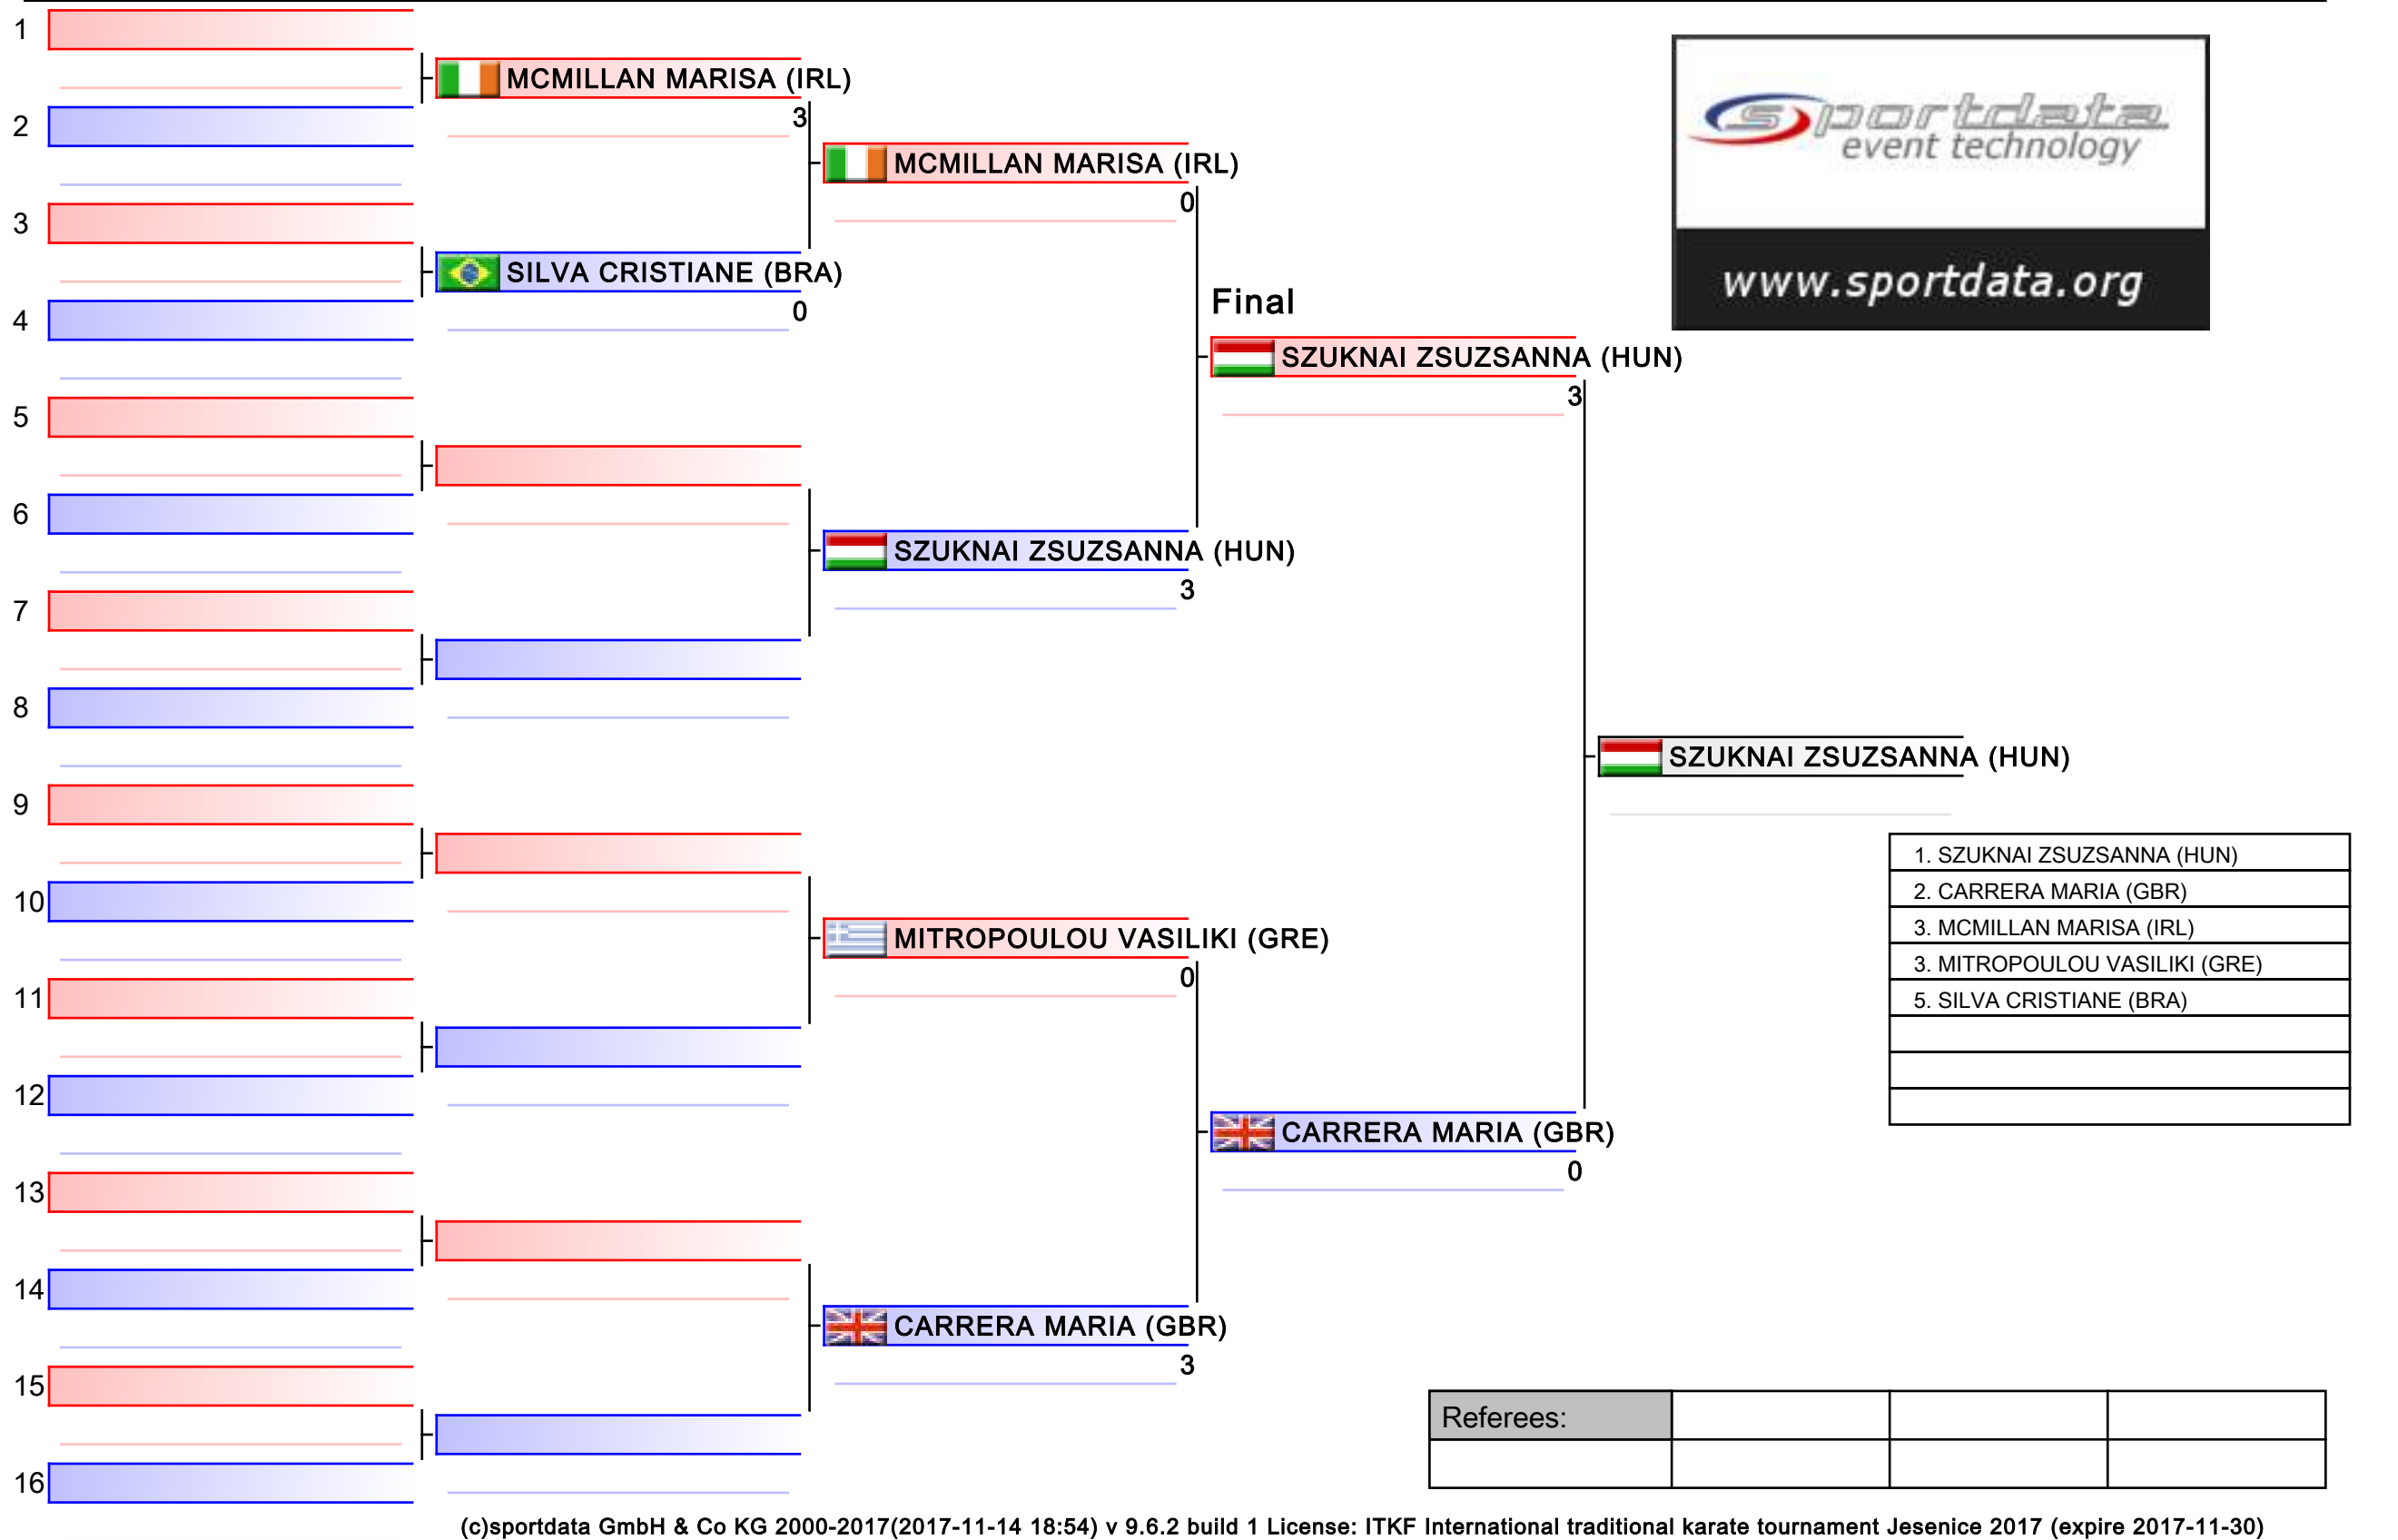 1
MCMILLAN MARISA (IRL)
3
2
MCMILLAN MARISA (IRL)
0
3
SILVA CRISTIANE (BRA)
0
4
sportdata
event technology
www.sportdata.org
Final
SZUKNAI ZSUZSANNA (HUN)
3
5
6
SZUKNAI ZSUZSANNA (HUN)
3
7
8
SZUKNAI ZSUZSANNA (HUN)
9
10
MITROPOULOU VASILIKI (GRE)
0
1. SZUKNAI ZSUZSANNA (HUN)
2. CARRERA MARIA (GBR)
3. MCMILLAN MARISA (IRL)
3. MITROPOULOU VASILIKI (GRE)
5. SILVA CRISTIANE (BRA)
11
12
CARRERA MARIA (GBR)
0
13
14
CARRERA MARIA (GBR)
3
15
16
Referees:
(c)sportdata GmbH & Co KG 2000-2017(2017-11-14 18:54) v 9.6.2 build 1 License: ITKF International traditional karate tournament Jesenice 2017 (expire 2017-11-30)